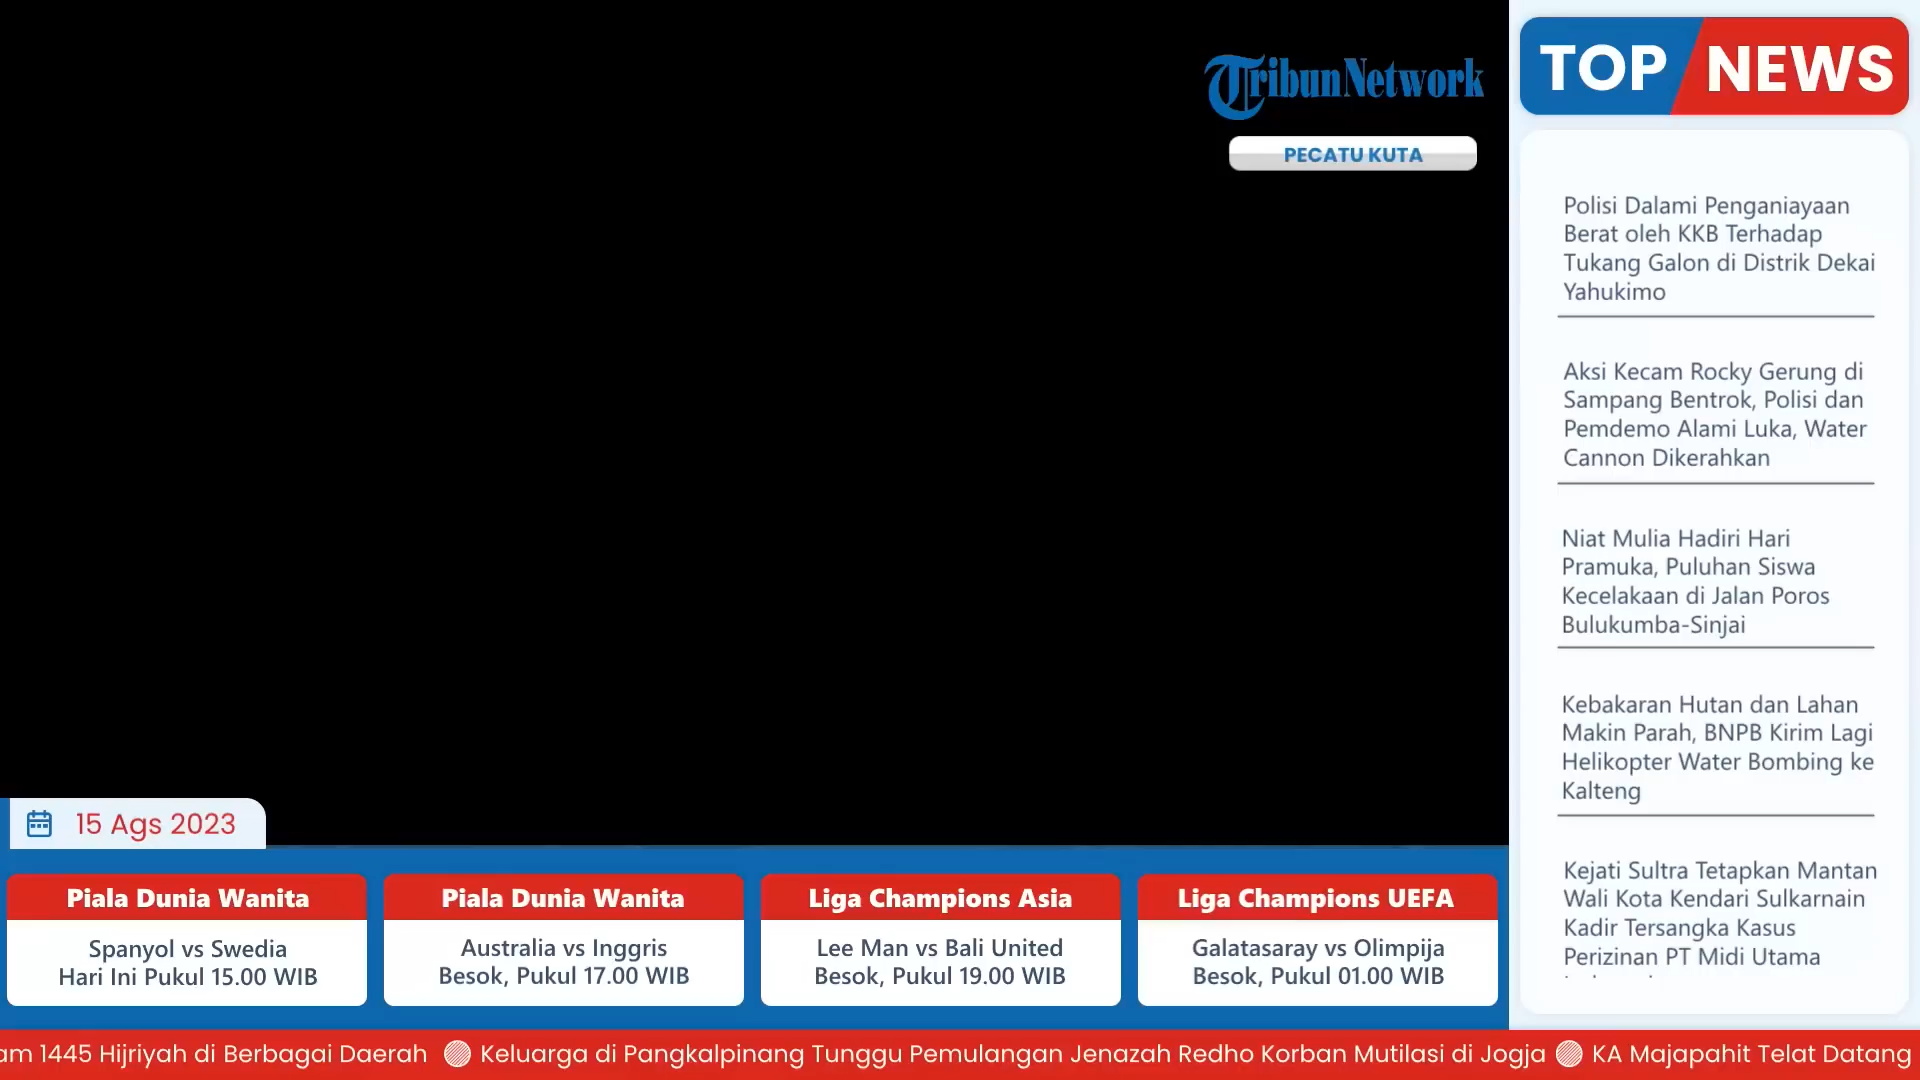 TribunNetwork
PECATU KUTA
TOP NEWS
Polisi Dalami Penganiayaan
Berat oleh KKB Terhadap
Tukang Galon di Distrik Dekai
Yahukimo
Aksi Kecam Rocky Gerung di
Sampang Bentrok, Polisi dan
Pemdemo Alami Luka, Water
Cannon Dikerahkan
Niat Mulia Hadiri Hari
Pramuka, Puluhan Siswa
Kecelakaan di Jalan Poros
Bulukumba-Sinjai
Kebakaran Hutan dan Lahan
Makin Parah, BNPB Kirim Lagi
Helikopter Water Bombing ke
Kalteng
Kejati Sultra Tetapkan Mantan
Wali Kota Kendari Sulkarnain
Kadir Tersangka Kasus
Perizinan PT Midi Utama
15 Ags 2023
Piala Dunia Wanita
Spanyol vs Swedia
Hari Ini Pukul 15.00 WIB
Piala Dunia Wanita
Australia vs Inggris
Besok, Pukul 17.00 WIB
Liga Champions Asia
Lee Man vs Bali United
Besok, Pukul 19.00 WIB
Liga Champions UEFA
Galatasaray vs Olimpija
Besok, Pukul 01.00 WIB
am 1445 Hijriyah di Berbagai Daerah Keluarga di Pangkalpinang Tunggu Pemulangan Jenazah Redho Korban Mutilasi di Jogja KA Majapahit Telat Datang